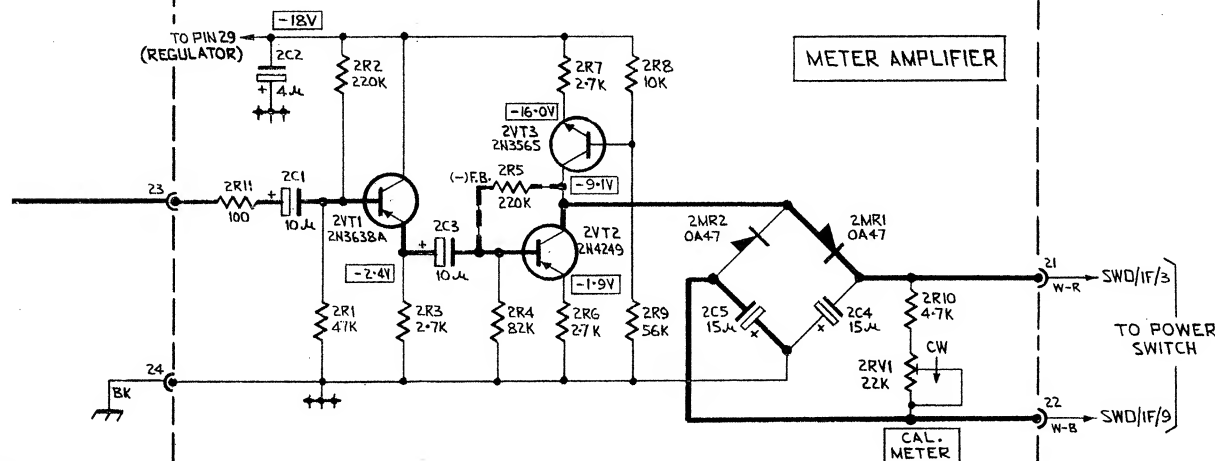 -18V
TO PIN 29
(REGULATOR)
2C2
+ 4µ
2R2
220K
2R7
2.7K
2R8
10K
METER AMPLIFIER
-16.0V
2VT3
2N3565
(-)F.B.
2R5
220K
-9.1V
23
2R11
100
+
2C1
10µ
2VT1
2N3638A
+
2C3
10µ
2VT2
2N4249
2MR2
OA47
2MR1
OA47
-2.4V
-1.9V
21
W-R
SWD/1F/3
2R1
47K
2R3
2.7K
2R4
82K
2R6
2.7K
2R9
56K
2C5
15µ
+
2C4
15µ
+
2R10
4.7K
TO POWER
SWITCH
CW
2RV1
22K
24
BK
22
W-B
SWD/1F/9
CAL.
METER